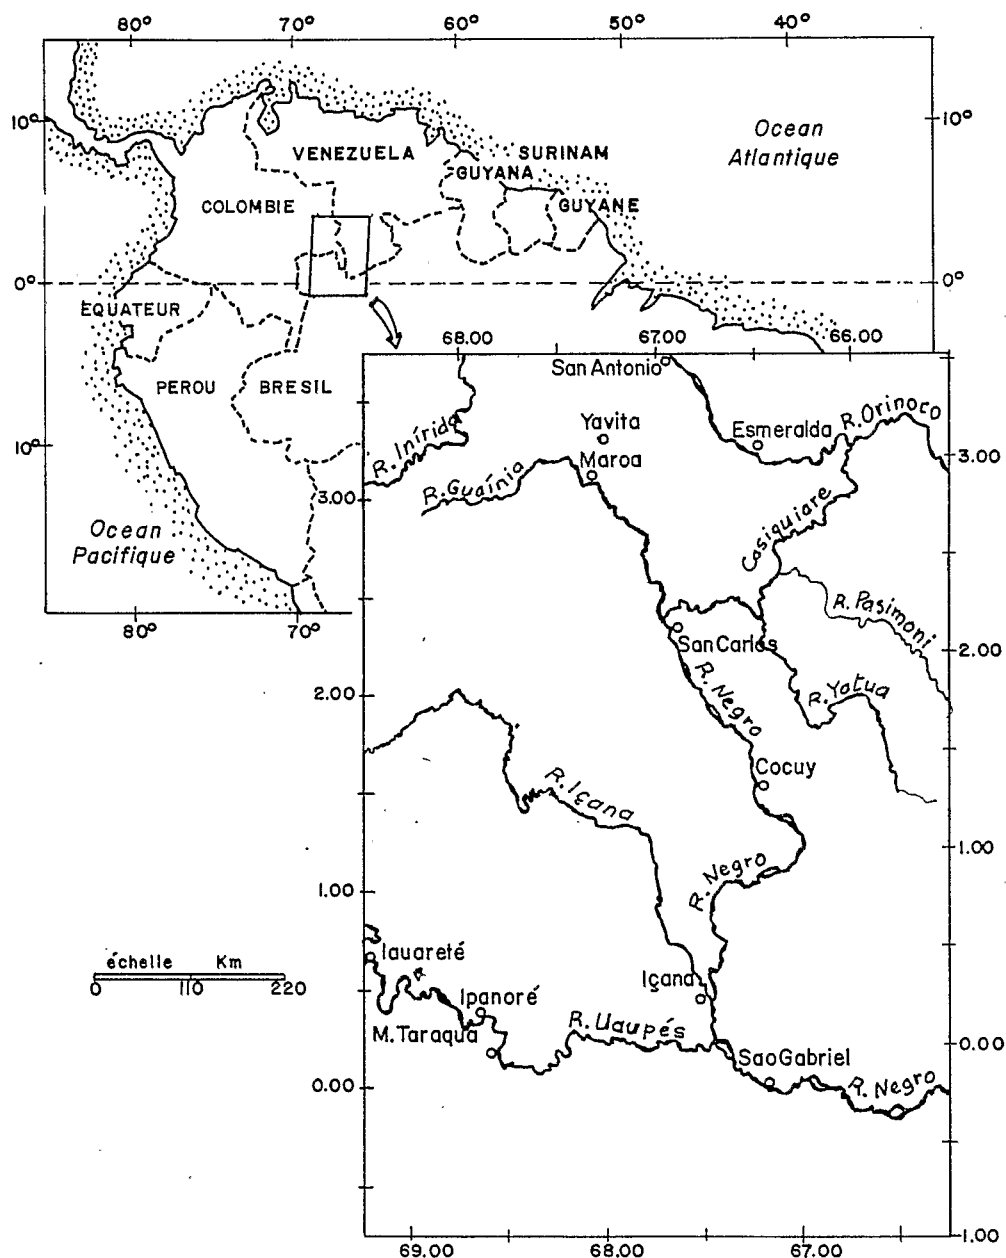 80° 70° 60° 50° 40°
10° 10°
Ocean
Atlantique
VENEZUELA
SURINAM
GUYANA
COLOMBIE
GUYANE
0° 0°
EQUATEUR
PEROU
BRESIL
10°
Ocean
Pacifique
80° 70°
68.00 67.00 66.00
San Antonio
Yavita
Esmeralda
R. Orinoco
R. Inírida
Maroa
R. Guaínia
3.00 3.00
Casiquiare
R. Pasimoni
San Carlos
2.00
R. Negro
R. Yatua
2.00
Cocuy
R. Içana
1.00
R. Negro
1.00
Iauareté
échelle Km
0 110 220
Içana
Ipanoré
M. Taraqua
R. Uaupés
0.00
Sao Gabriel
R. Negro
0.00
1.00
69.00 68.00 67.00